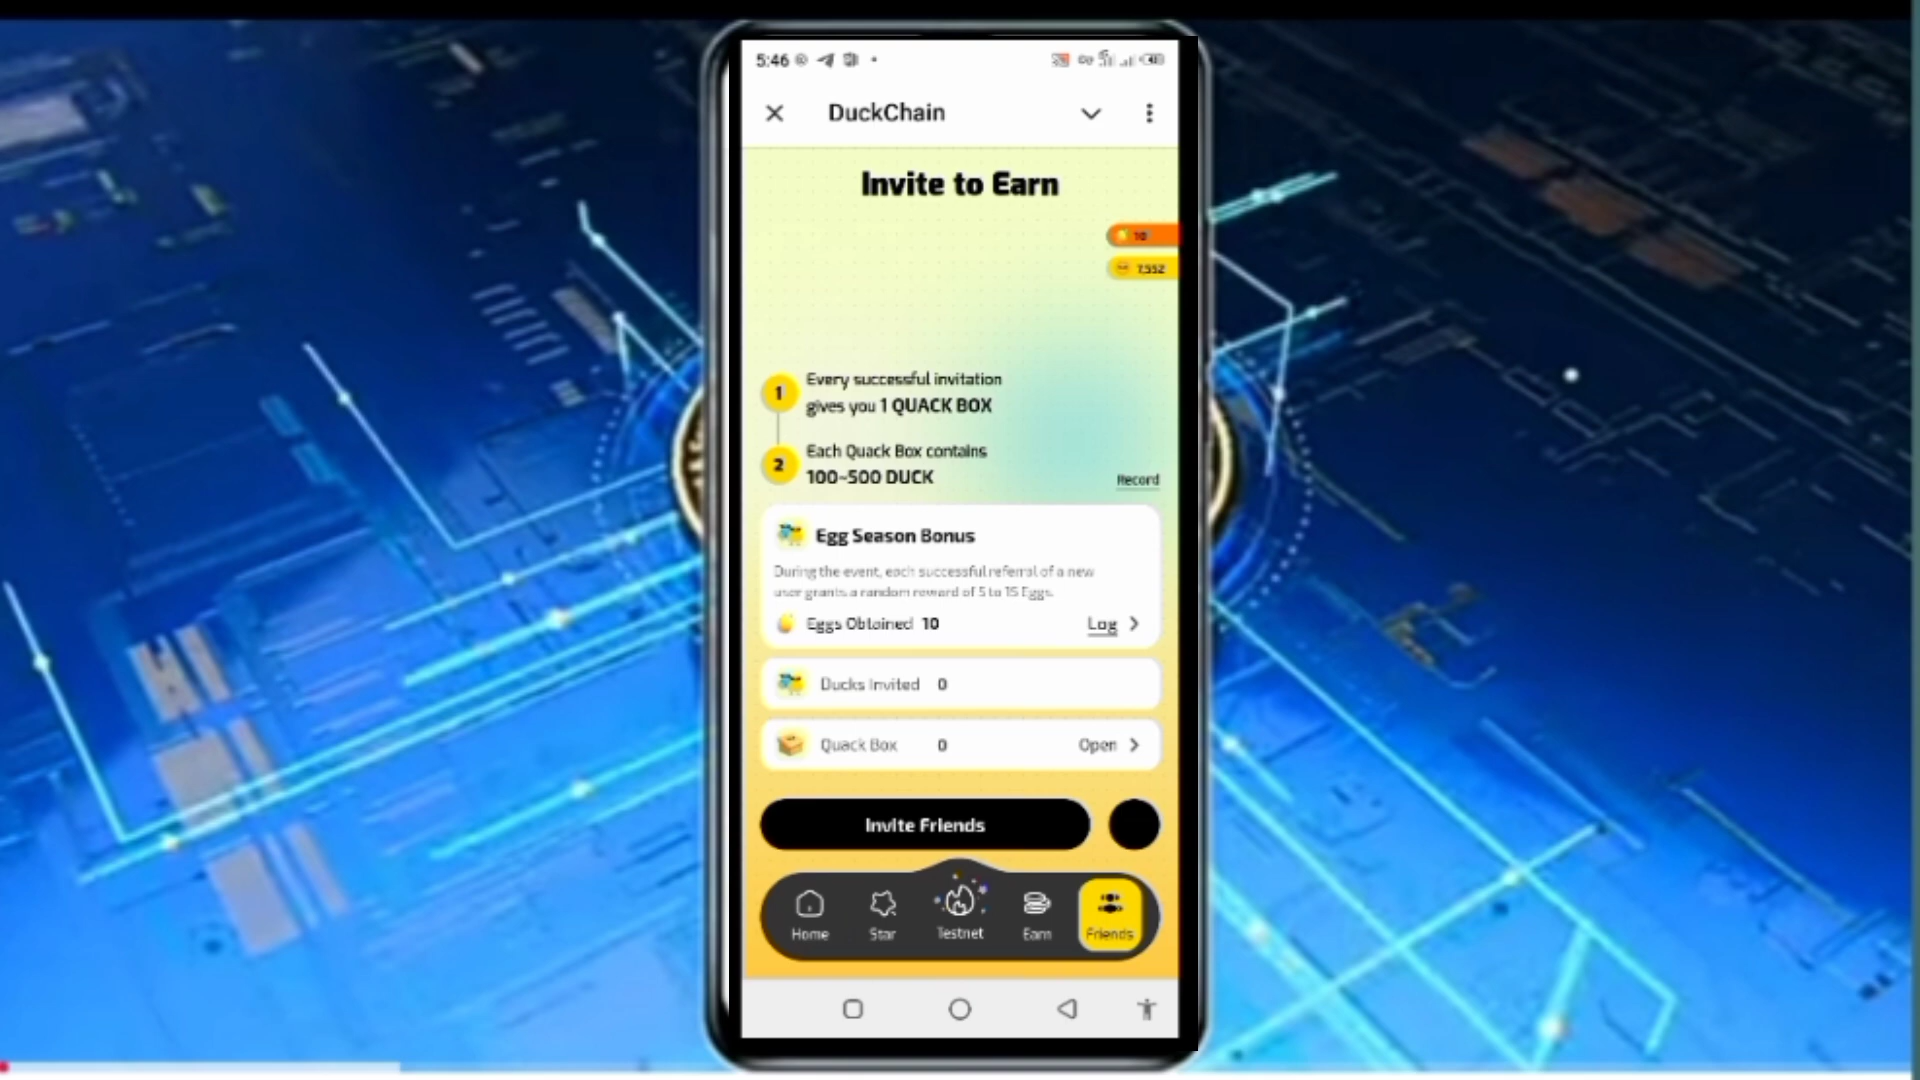 5:46
DuckChain
Invite to Earn
10
7,552
1
Every successful invitation
gives you 1 QUACK BOX
2
Each Quack Box contains
100~500 DUCK
Record
Egg Season Bonus
During the event, each successful referral of a new
user grants a random reward of 5 to 15 Eggs.
Eggs Obtained 10
Log
Ducks Invited 0
Quack Box 0
Open
Invite Friends
Home
Star
Testnet
Earn
Friends